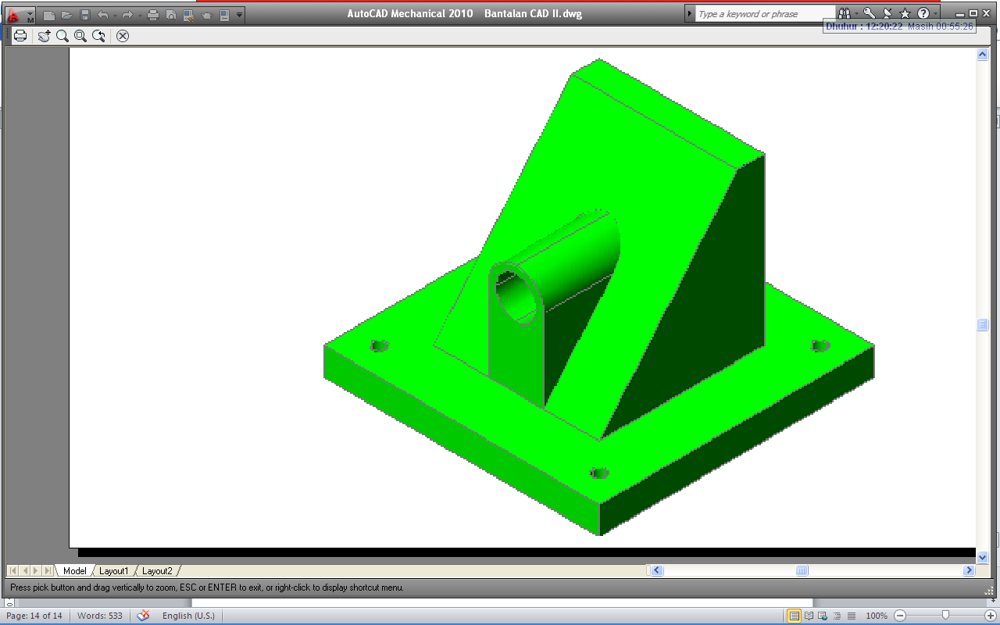 AutoCAD Mechanical 2010 Bantalan CAD II.dwg
Type a keyword or phrase
Dhuhur : 12:20:22 Masih 00:55:26
Model Layout1 Layout2
Press pick button and drag vertically to zoom, ESC or ENTER to exit, or right-click to display shortcut menu.
Page: 14 of 14 Words: 533 English (U.S.) 100%